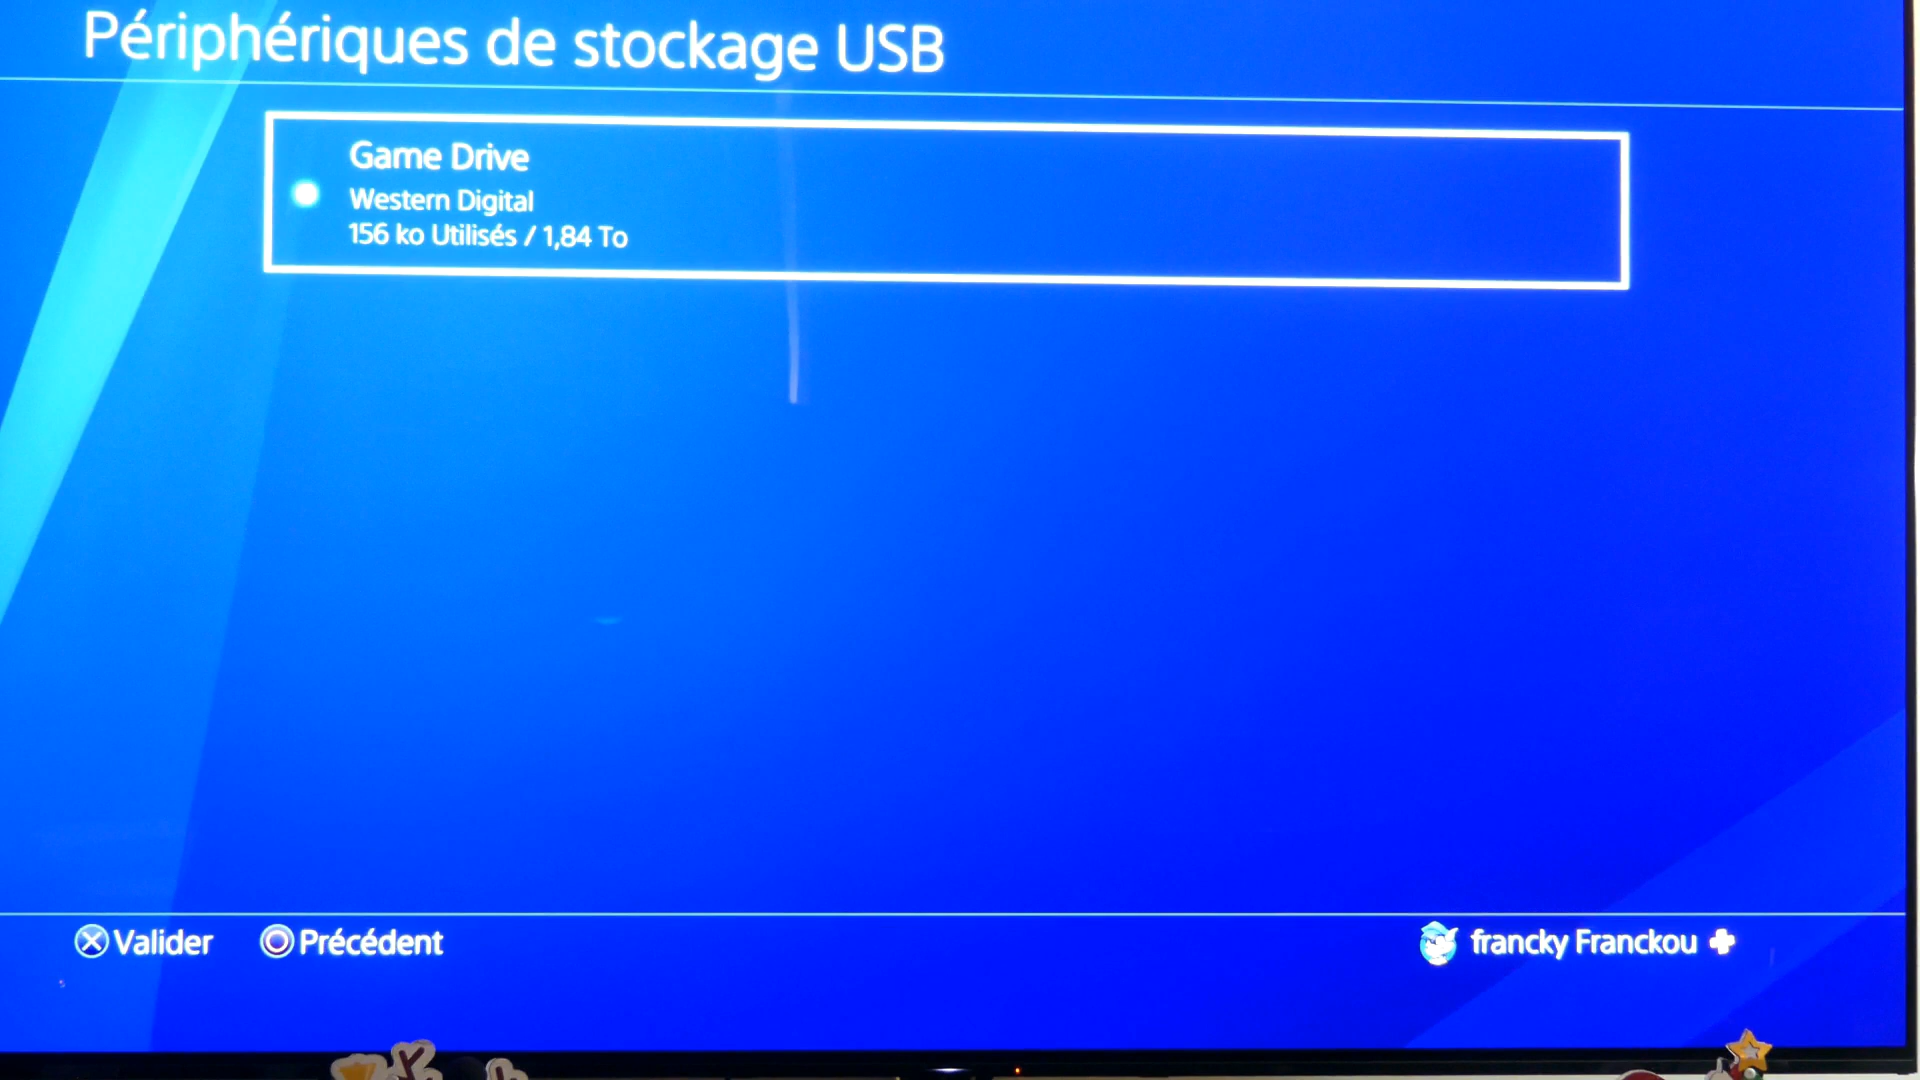 Périphériques de stockage USB
Game Drive
Western Digital
156 ko Utilisés / 1,84 To
Valider
Précédent
francky Franckou